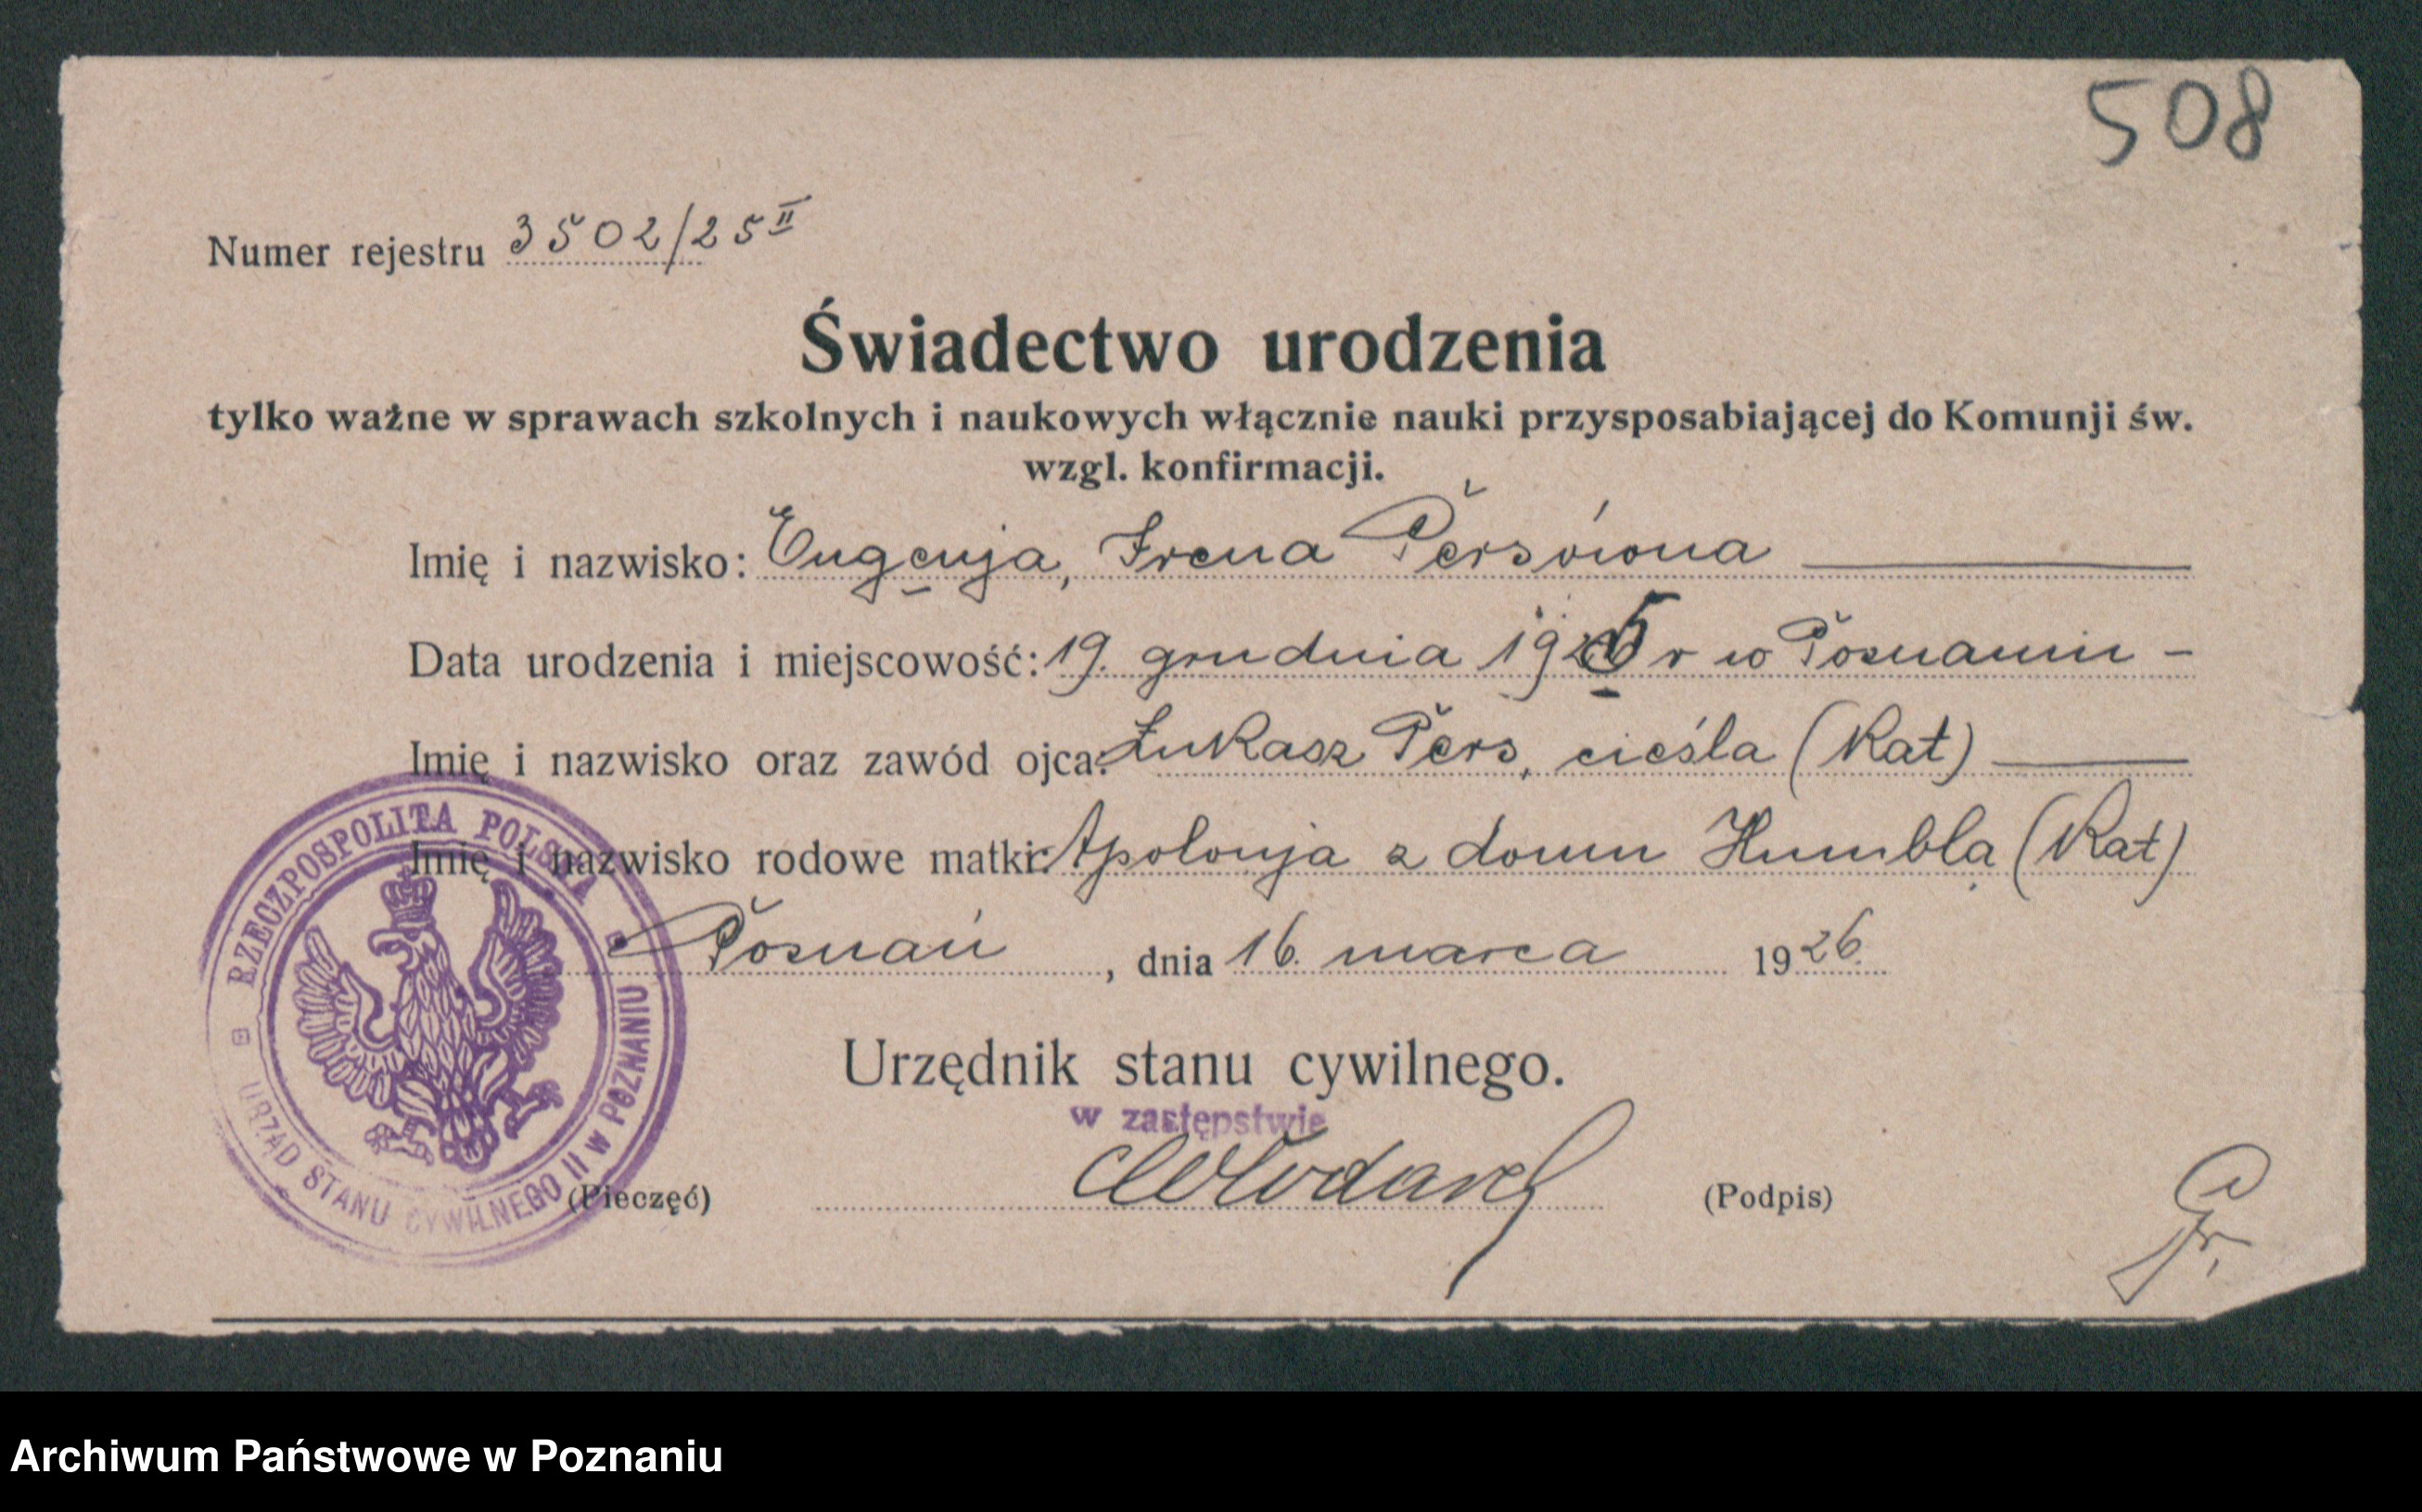 508
Numer rejestru 3502/25 II
Świadectwo urodzenia
tylko ważne w sprawach szkolnych i naukowych włącznie nauki przysposabiającej do Komunji św.
wzgl. konfirmacji.
Imię i nazwisko: Eugenja, Irena Persówna
Data urodzenia i miejscowość: 19. grudnia 1925 r w Poznaniu -
Imię i nazwisko oraz zawód ojca: Łukasz Pers, cieśla (Kat)
Imię i nazwisko rodowe matki: Apolonja z domu Humbla (Kat)
Poznań, dnia 16. marca 1926.
RZECZPOSPOLITA POLSKA
URZĄD STANU CYWILNEGO II W POZNANIU
Urzędnik stanu cywilnego.
w zastępstwie
(Pieczęć) (Podpis)
Archiwum Państwowe w Poznaniu